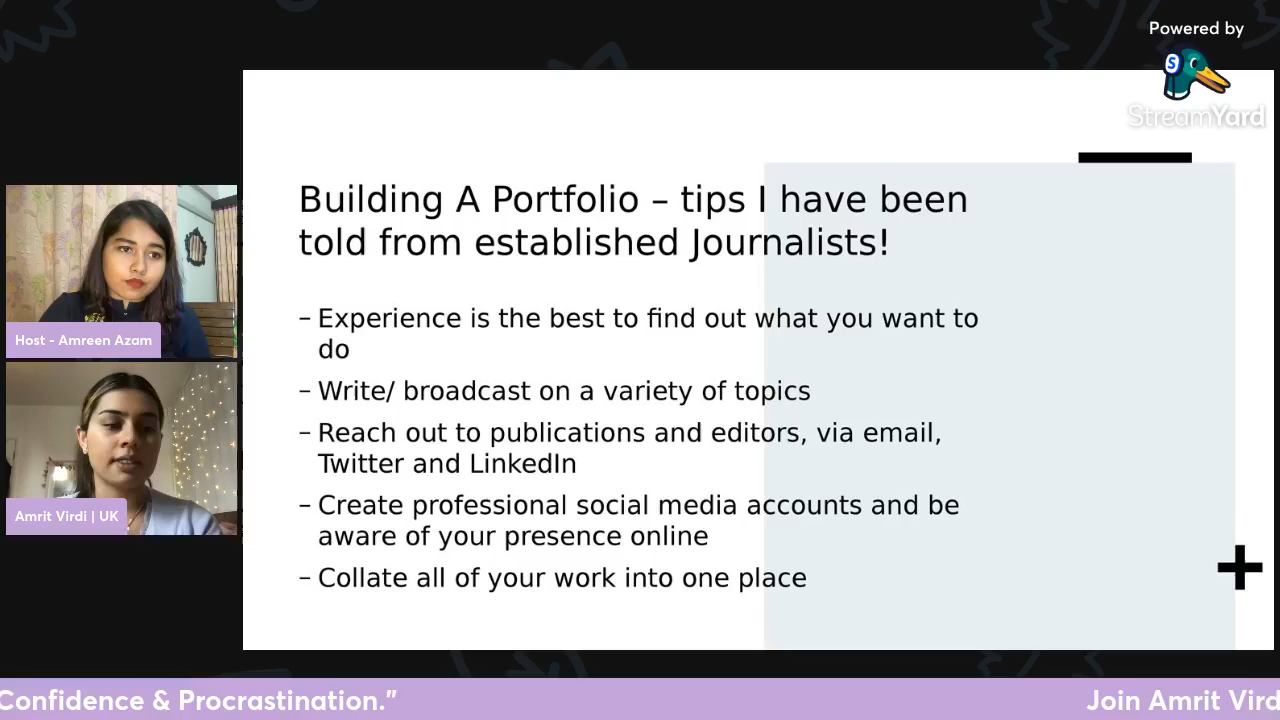 Powered by
StreamYard
Building A Portfolio – tips I have been
told from established Journalists!
– Experience is the best to find out what you want to
do
– Write/ broadcast on a variety of topics
– Reach out to publications and editors, via email,
Twitter and LinkedIn
– Create professional social media accounts and be
aware of your presence online
– Collate all of your work into one place
Host - Amreen Azam
Amrit Virdi | UK
Confidence & Procrastination.” Join Amrit Vird